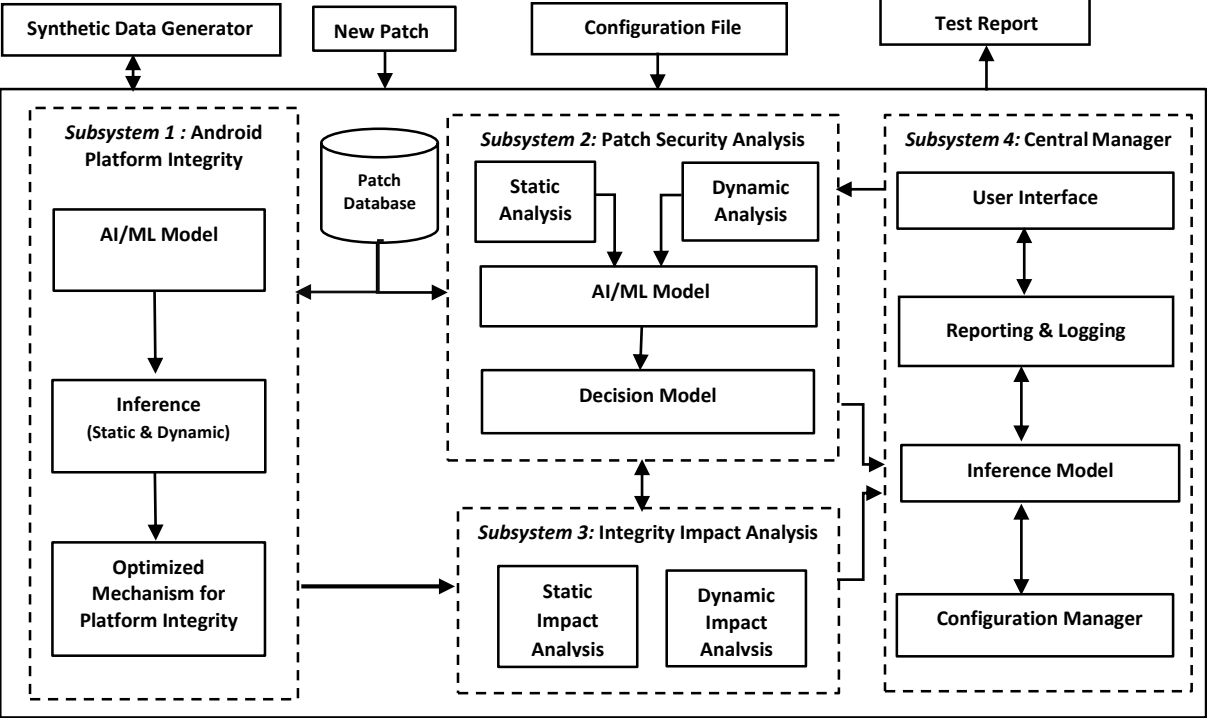 Synthetic Data Generator
New Patch
Configuration File
Test Report
Subsystem 1 : Android
Platform Integrity
AI/ML Model
Inference
(Static & Dynamic)
Optimized
Mechanism for
Platform Integrity
Patch
Database
Subsystem 2: Patch Security Analysis
Static
Analysis
Dynamic
Analysis
AI/ML Model
Decision Model
Subsystem 3: Integrity Impact Analysis
Static
Impact
Analysis
Dynamic
Impact
Analysis
Subsystem 4: Central Manager
User Interface
Reporting & Logging
Inference Model
Configuration Manager